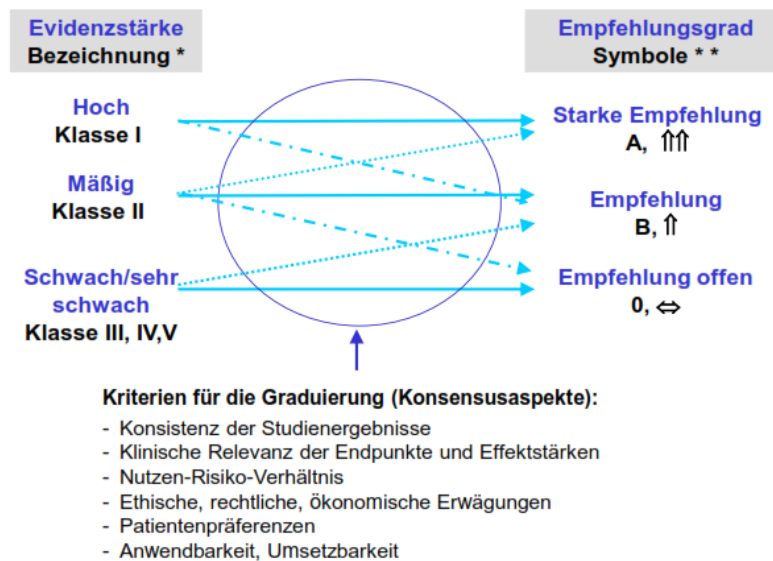 Evidenzstärke
Bezeichnung *
Empfehlungsgrad
Symbole * *
Hoch
Klasse I
Starke Empfehlung
A, ⇑⇑
Mäßig
Klasse II
Empfehlung
B, ⇑
Schwach/sehr
schwach
Klasse III, IV,V
Empfehlung offen
0, ⇔
Kriterien für die Graduierung (Konsensusaspekte):
- Konsistenz der Studienergebnisse
- Klinische Relevanz der Endpunkte und Effektstärken
- Nutzen-Risiko-Verhältnis
- Ethische, rechtliche, ökonomische Erwägungen
- Patientenpräferenzen
- Anwendbarkeit, Umsetzbarkeit